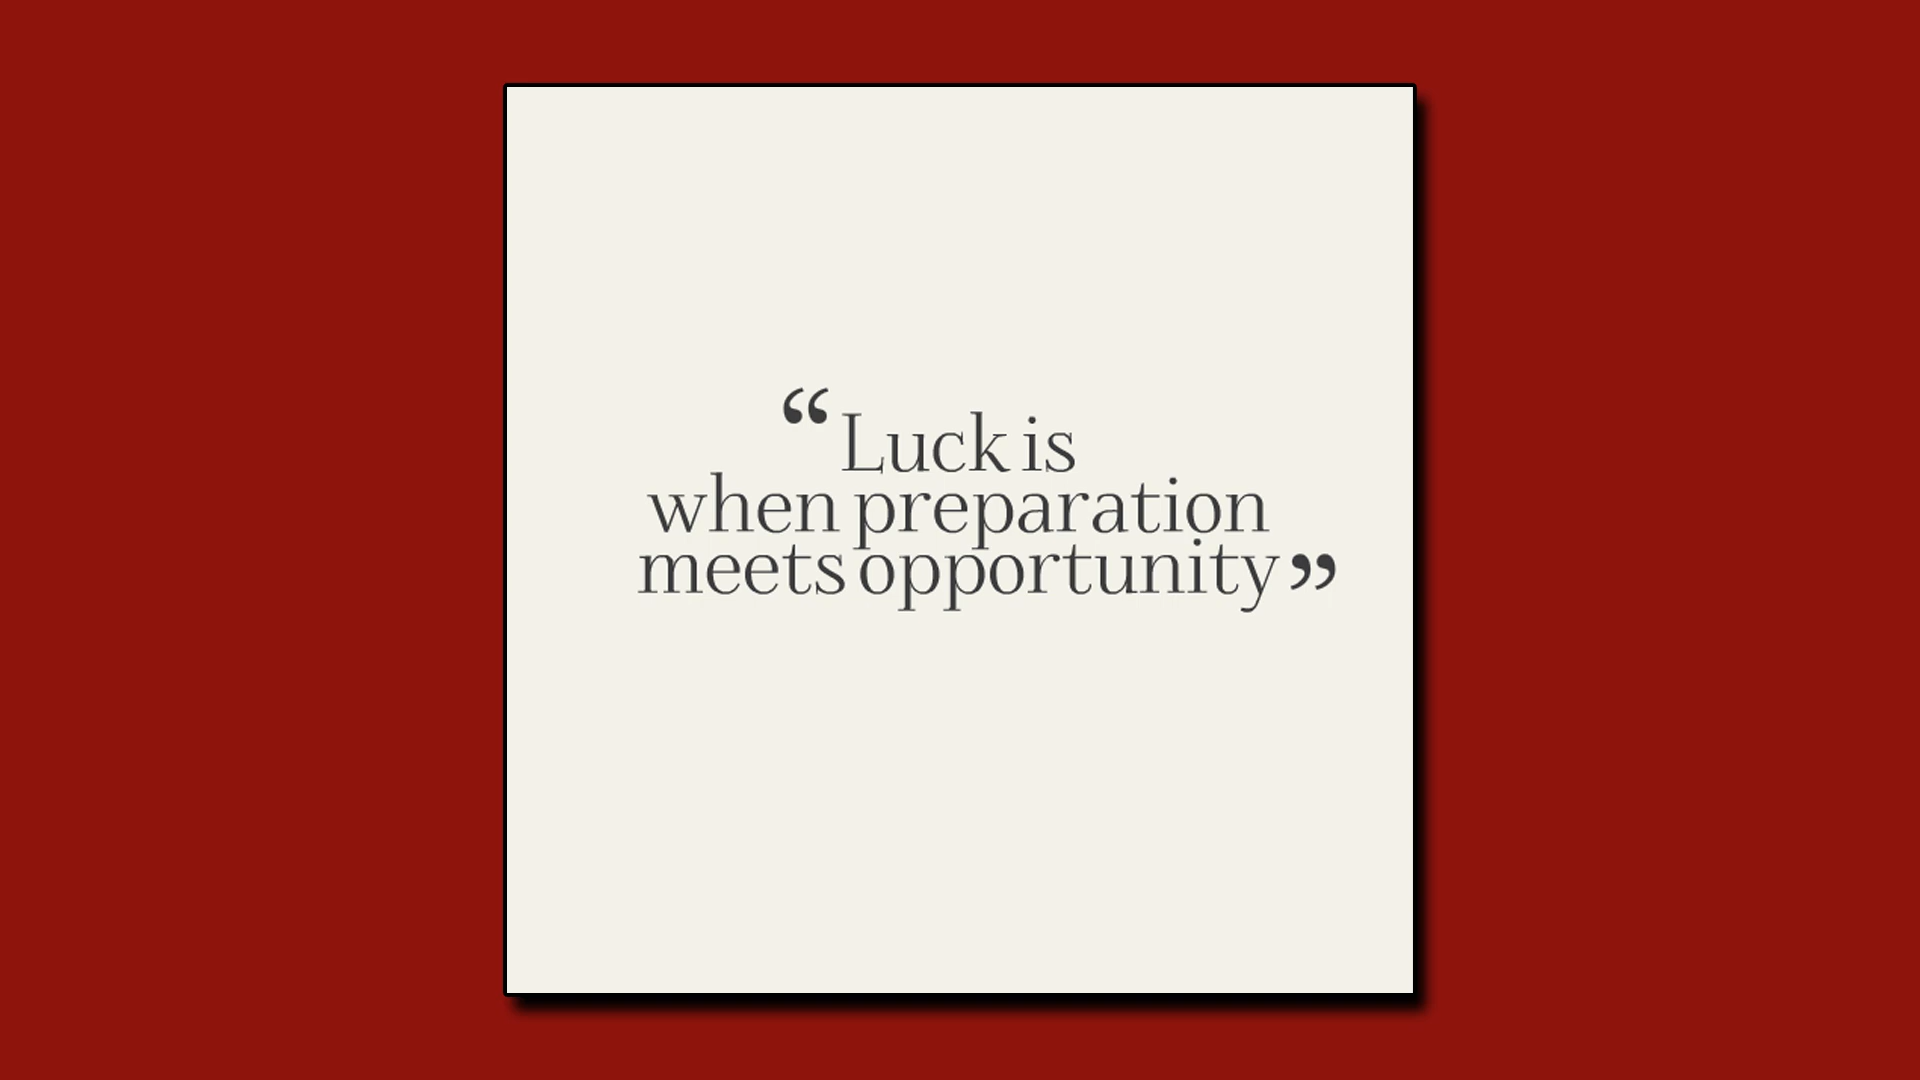 “Luck is
when preparation
meets opportunity”